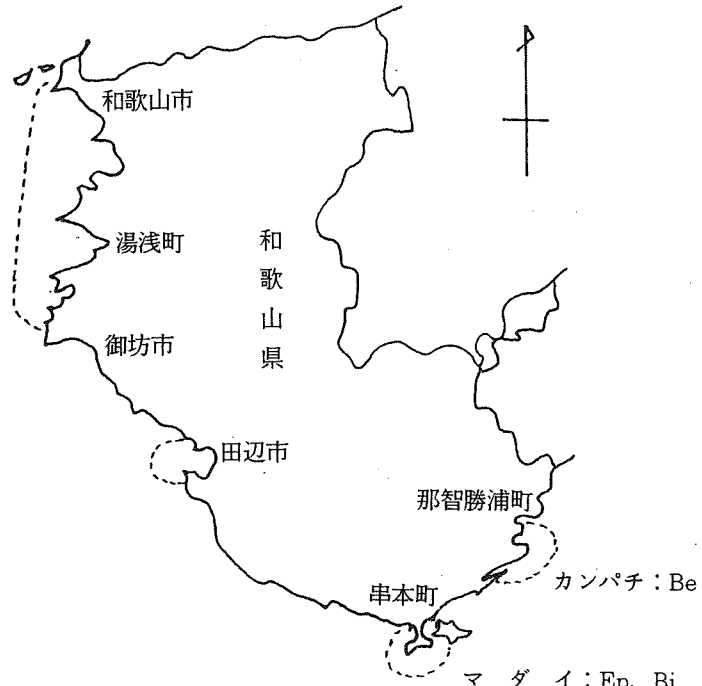 和歌山市
湯浅町
和歌山県
御坊市
田辺市
那智勝浦町
カンパチ:Be
串本町
マダイ:Ep, Bi